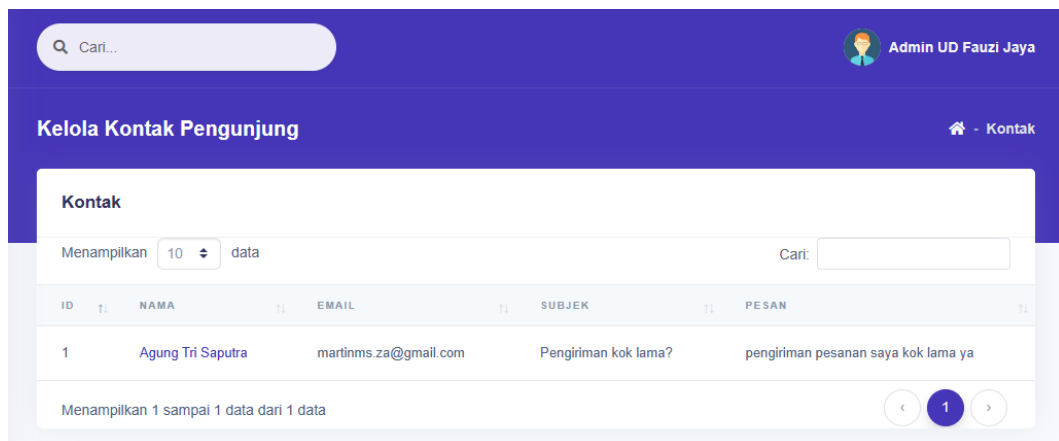 Cari...
Admin UD Fauzi Jaya
Kelola Kontak Pengunjung
- Kontak
Kontak
Menampilkan 10 data
Cari:
ID NAMA EMAIL SUBJEK PESAN
1 Agung Tri Saputra martinms.za@gmail.com Pengiriman kok lama? pengiriman pesanan saya kok lama ya
Menampilkan 1 sampai 1 data dari 1 data
‹ 1 ›